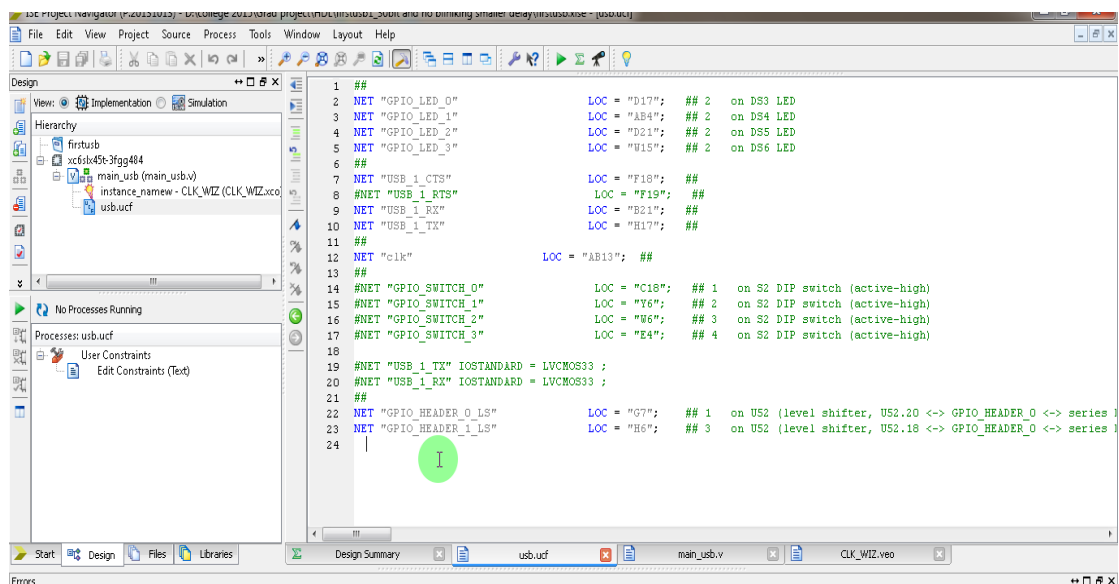 ISE Project Navigator (P.20131013) - D:\college 2015\Grad project\HDL\firstusb1_30bit and no blinking smaller delay\firstusb.xise - [usb.ucf]
File Edit View Project Source Process Tools Window Layout Help
Design
View: Implementation Simulation
Hierarchy
firstusb
xc6slx45t-3fgg484
main_usb (main_usb.v)
instance_namew - CLK_WIZ (CLK_WIZ.xco
usb.ucf
No Processes Running
Processes: usb.ucf
User Constraints
Edit Constraints (Text)
1 ##
2 NET "GPIO_LED_0" LOC = "D17"; ## 2 on DS3 LED
3 NET "GPIO_LED_1" LOC = "AB4"; ## 2 on DS4 LED
4 NET "GPIO_LED_2" LOC = "D21"; ## 2 on DS5 LED
5 NET "GPIO_LED_3" LOC = "W15"; ## 2 on DS6 LED
6 ##
7 NET "USB_1_CTS" LOC = "F18"; ##
8 #NET "USB_1_RTS" LOC = "F19"; ##
9 NET "USB_1_RX" LOC = "B21"; ##
10 NET "USB_1_TX" LOC = "H17"; ##
11 ##
12 NET "clk" LOC = "AB13"; ##
13 ##
14 #NET "GPIO_SWITCH_0" LOC = "C18"; ## 1 on S2 DIP switch (active-high)
15 #NET "GPIO_SWITCH_1" LOC = "Y6"; ## 2 on S2 DIP switch (active-high)
16 #NET "GPIO_SWITCH_2" LOC = "W6"; ## 3 on S2 DIP switch (active-high)
17 #NET "GPIO_SWITCH_3" LOC = "E4"; ## 4 on S2 DIP switch (active-high)
18
19 #NET "USB_1_TX" IOSTANDARD = LVCMOS33 ;
20 #NET "USB_1_RX" IOSTANDARD = LVCMOS33 ;
21 ##
22 NET "GPIO_HEADER_0_LS" LOC = "G7"; ## 1 on U52 (level shifter, U52.20 <-> GPIO_HEADER_0 <-> series
23 NET "GPIO_HEADER_1_LS" LOC = "H6"; ## 3 on U52 (level shifter, U52.18 <-> GPIO_HEADER_0 <-> series
24
Start Design Files Libraries
Design Summary usb.ucf main_usb.v CLK_WIZ.veo
Errors